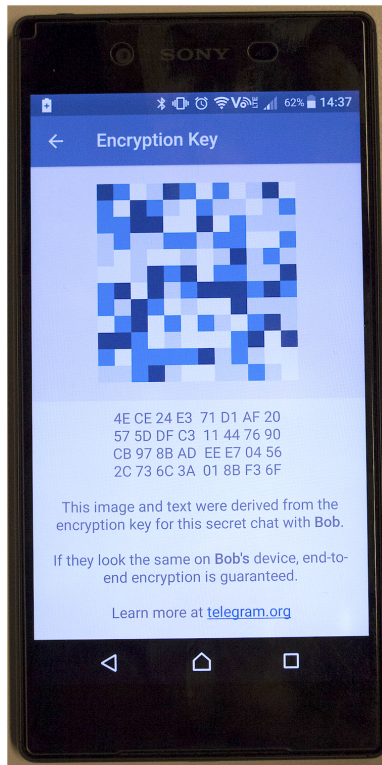 SONY
62% 14:37
Encryption Key
4E CE 24 E3 71 D1 AF 20
57 5D DF C3 11 44 76 90
CB 97 8B AD EE E7 04 56
2C 73 6C 3A 01 8B F3 6F
This image and text were derived from the
encryption key for this secret chat with Bob.
If they look the same on Bob's device, end-to-
end encryption is guaranteed.
Learn more at telegram.org